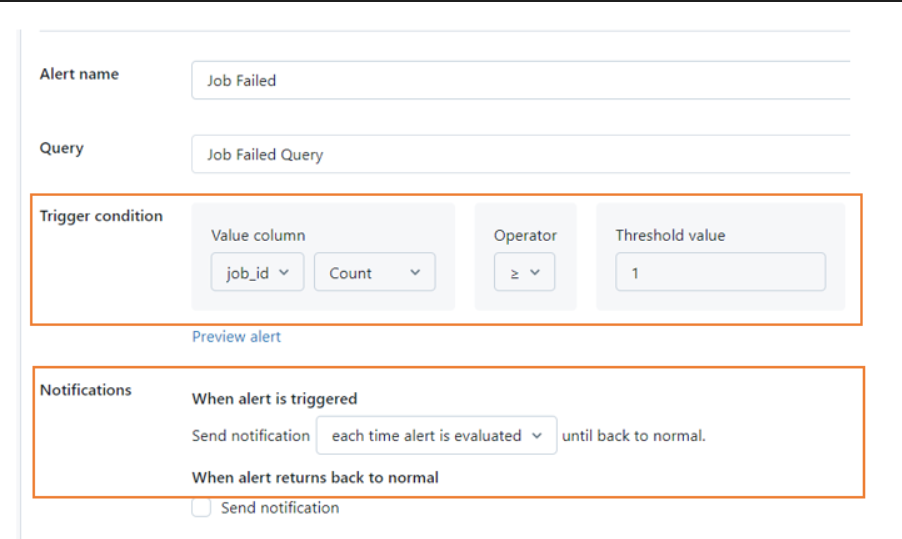 Alert name
Job Failed
Query
Job Failed Query
Trigger condition
Value column Operator Threshold value
job_id Count ≥ 1
Preview alert
Notifications
When alert is triggered
Send notification each time alert is evaluated until back to normal.
When alert returns back to normal
Send notification